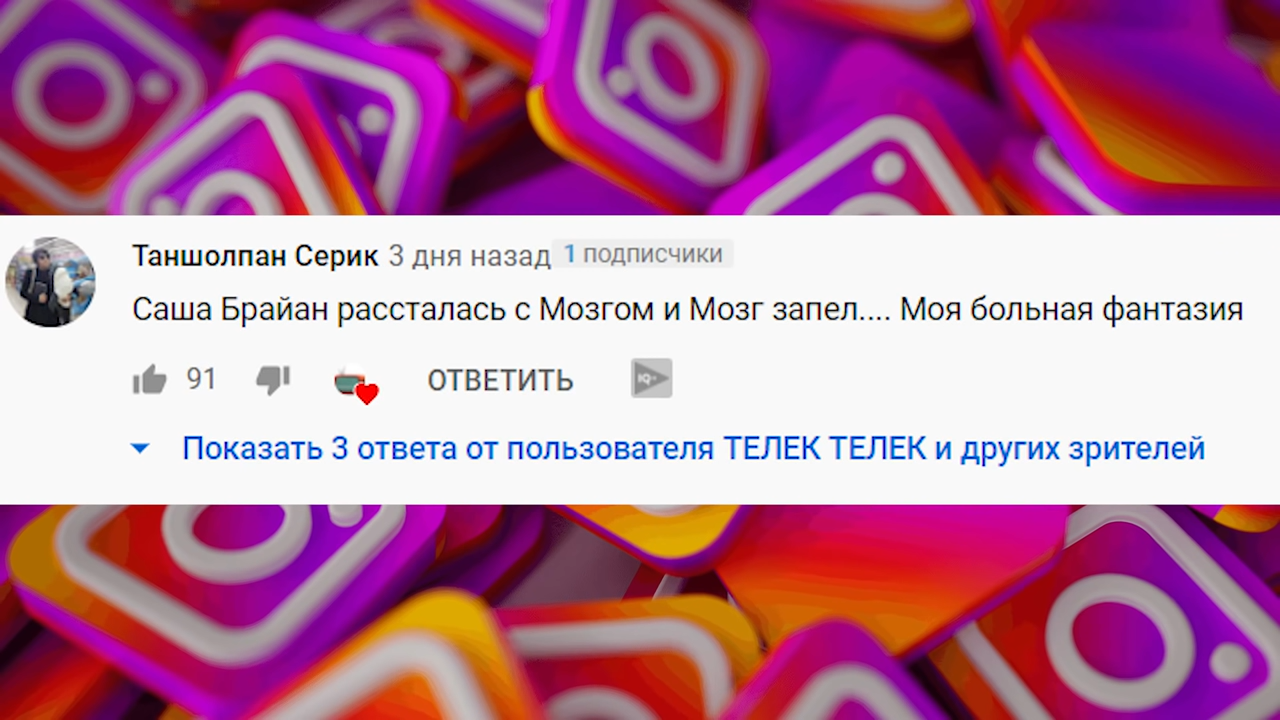 Таншолпан Серик 3 дня назад 1 подписчики
Саша Брайан рассталась с Мозгом и Мозг запел.... Моя больная фантазия
91 ОТВЕТИТЬ IQ
Показать 3 ответа от пользователя ТЕЛЕК ТЕЛЕК и других зрителей